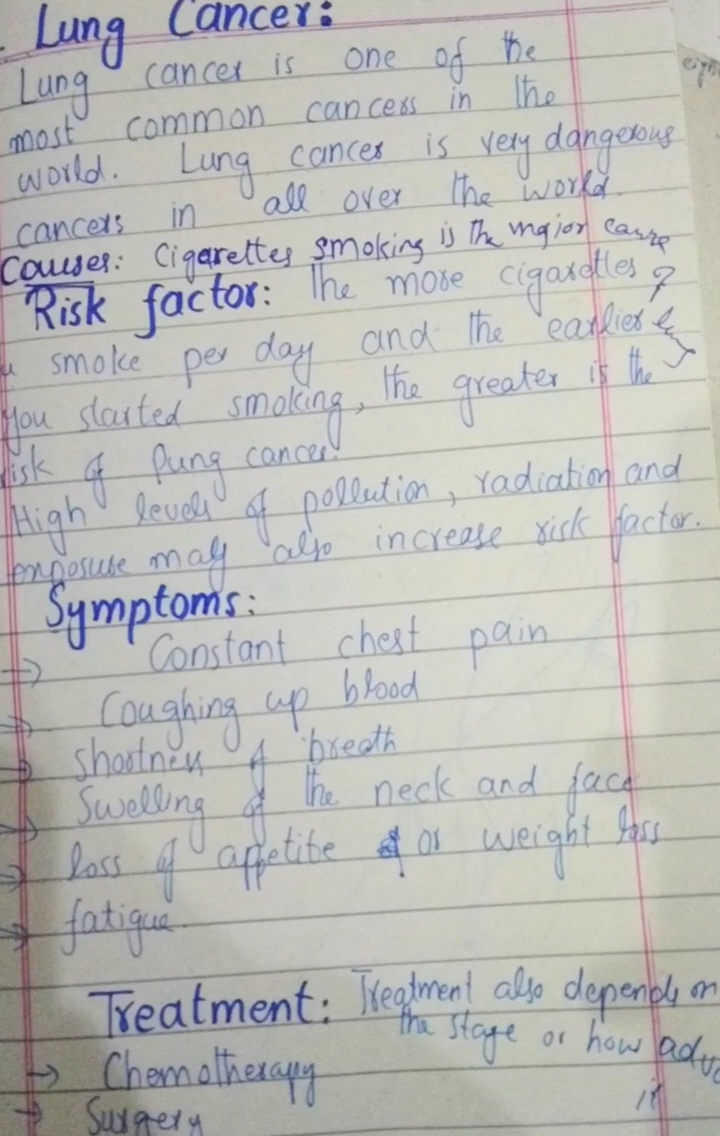 Lung Cancer:
Lung cancer is one of the
most common cancers in the
world. Lung cancer is very dangerous
cancers in all over the world.
Causes: Cigarettes smoking is the major cause
of lung
Risk factor: The more cigarettes
u smoke per day and the earlier
you started smoking, the greater is the
risk of lung cancer.
High levels of pollution, radiation and
exposure may also increase risk factor.
Symptoms:
→ Constant chest pain
→ Coughing up blood
→ Shortness of breath
→ Swelling of the neck and face
→ loss of appetite or weight loss
→ fatigue
Treatment: Treatment also depends on
the stage or how adva
it
→ Chemotherapy
→ Surgery